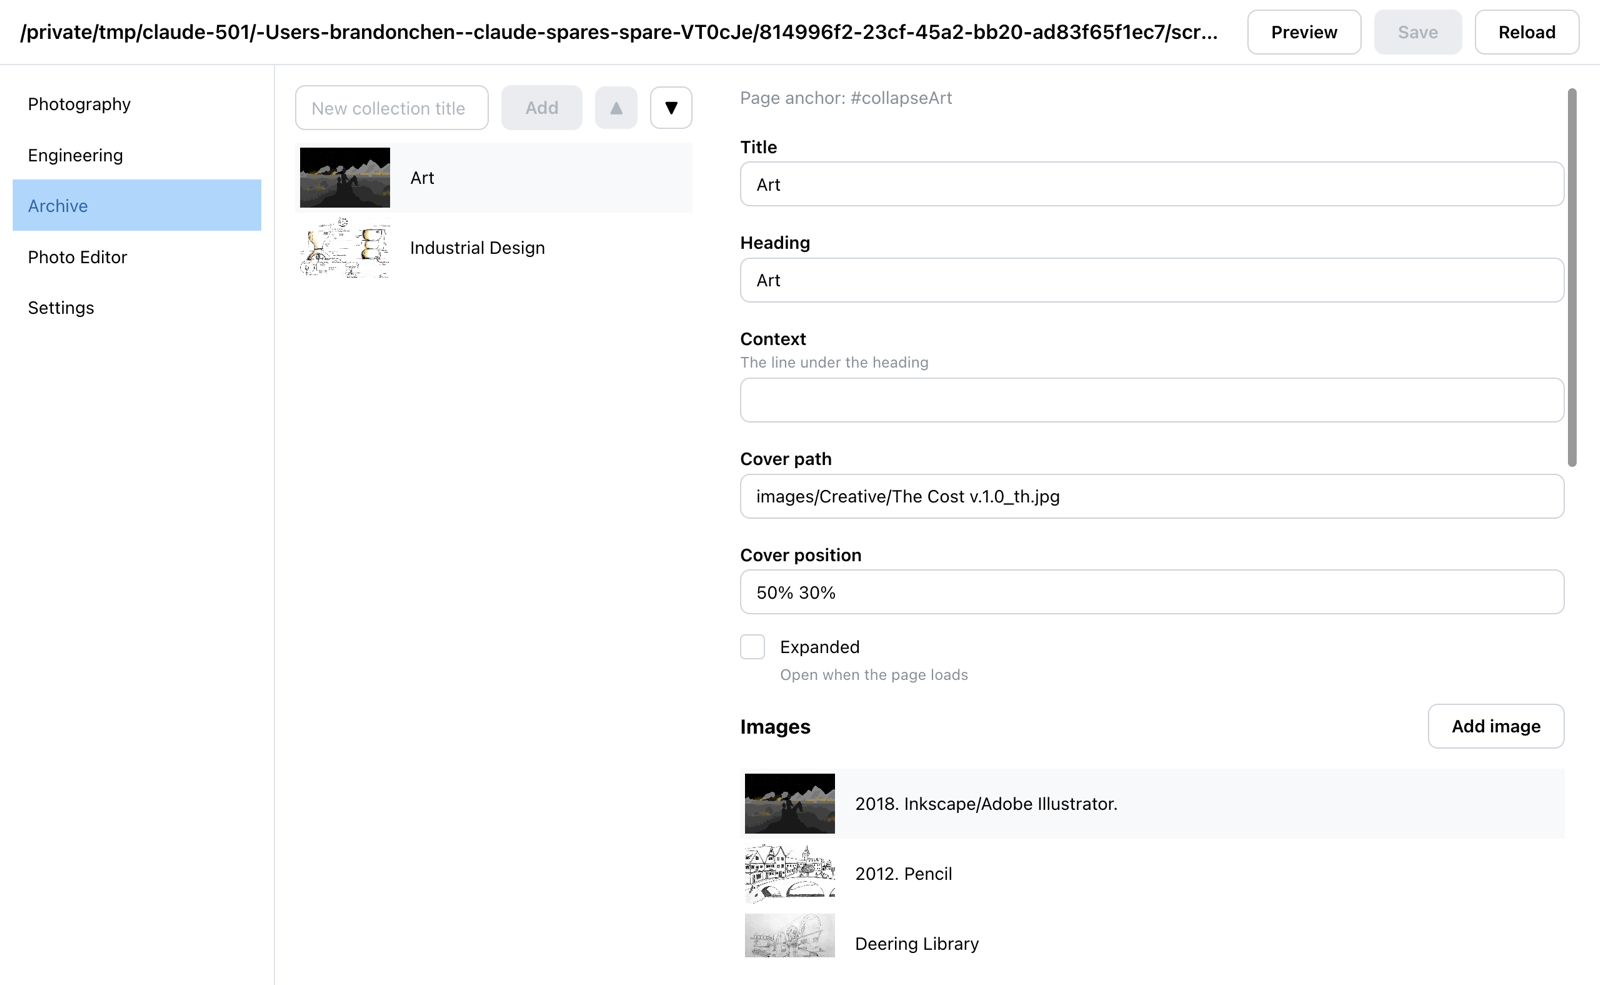 /private/tmp/claude-501/-Users-brandonchen--claude-spares-spare-VT0cJe/814996f2-23cf-45a2-bb20-ad83f65f1ec7/scr...
Preview
Save
Reload
Photography
Engineering
Archive
Photo Editor
Settings
New collection title
Add
▲
▼
Art
Industrial Design
Page anchor: #collapseArt
Title
Art
Heading
Art
Context
The line under the heading
Cover path
images/Creative/The Cost v.1.0_th.jpg
Cover position
50% 30%
Expanded
Open when the page loads
Images
Add image
2018. Inkscape/Adobe Illustrator.
2012. Pencil
Deering Library